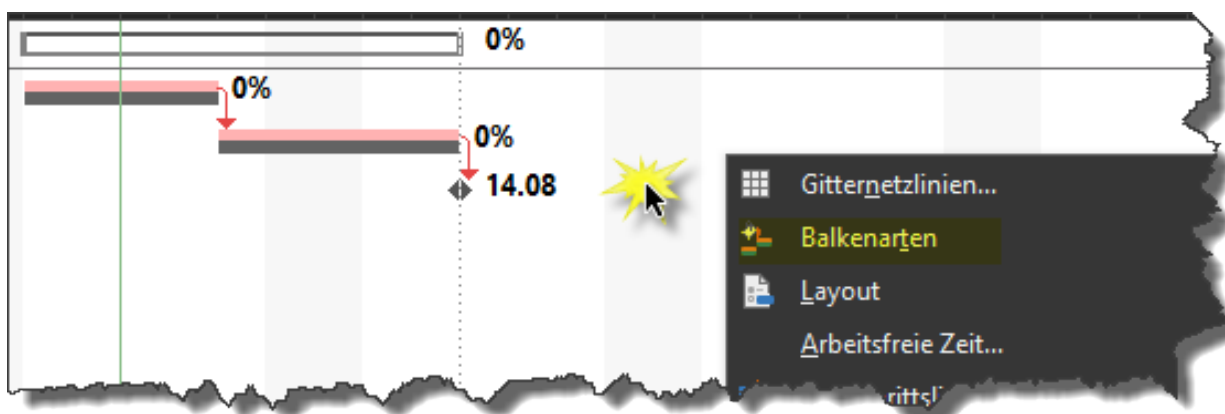 0%
0%
0%
14.08
Gitternetzlinien...
Balkenarten
Layout
Arbeitsfreie Zeit...